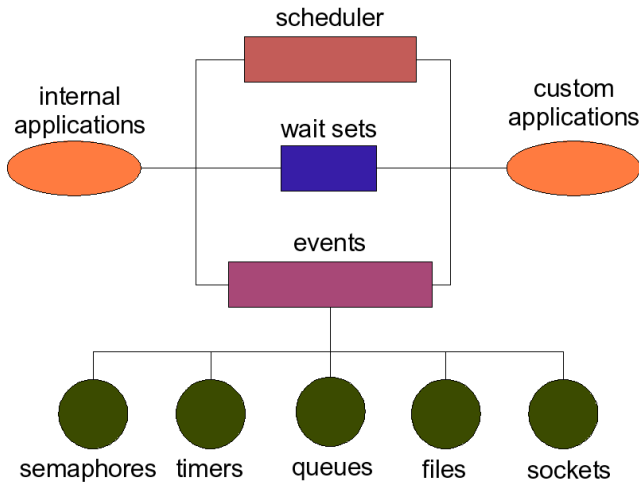 scheduler
internal
applications
custom
applications
wait sets
events
semaphores
timers
queues
files
sockets